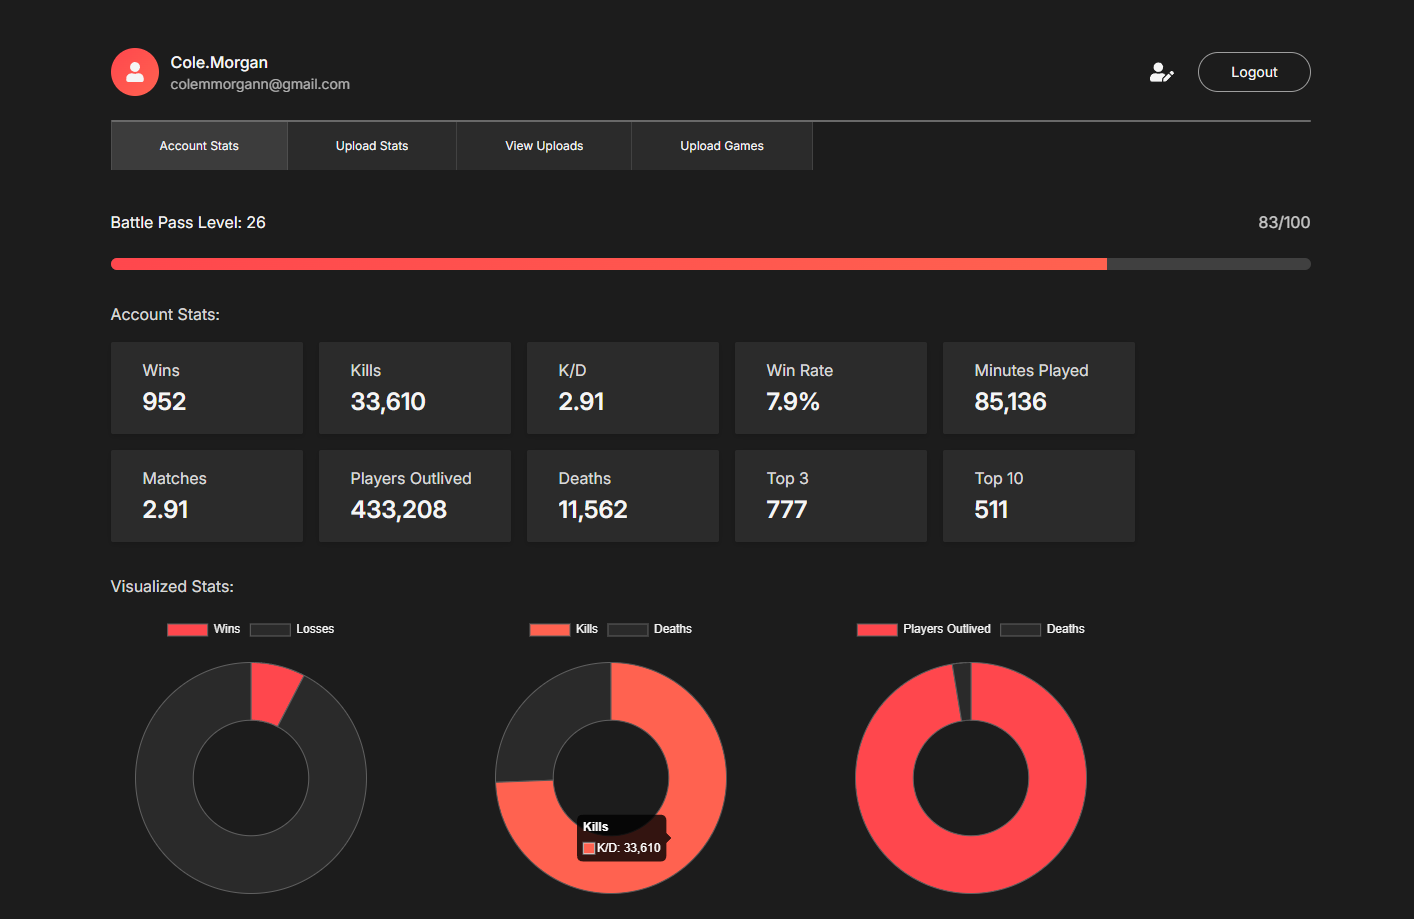 Cole.Morgan
colemmorgann@gmail.com
Logout
Account Stats
Upload Stats
View Uploads
Upload Games
Battle Pass Level: 26
83/100
Account Stats:
Wins
952
Kills
33,610
K/D
2.91
Win Rate
7.9%
Minutes Played
85,136
Matches
2.91
Players Outlived
433,208
Deaths
11,562
Top 3
777
Top 10
511
Visualized Stats:
Wins
Losses
Kills
Deaths
Players Outlived
Deaths
Kills
K/D: 33,610